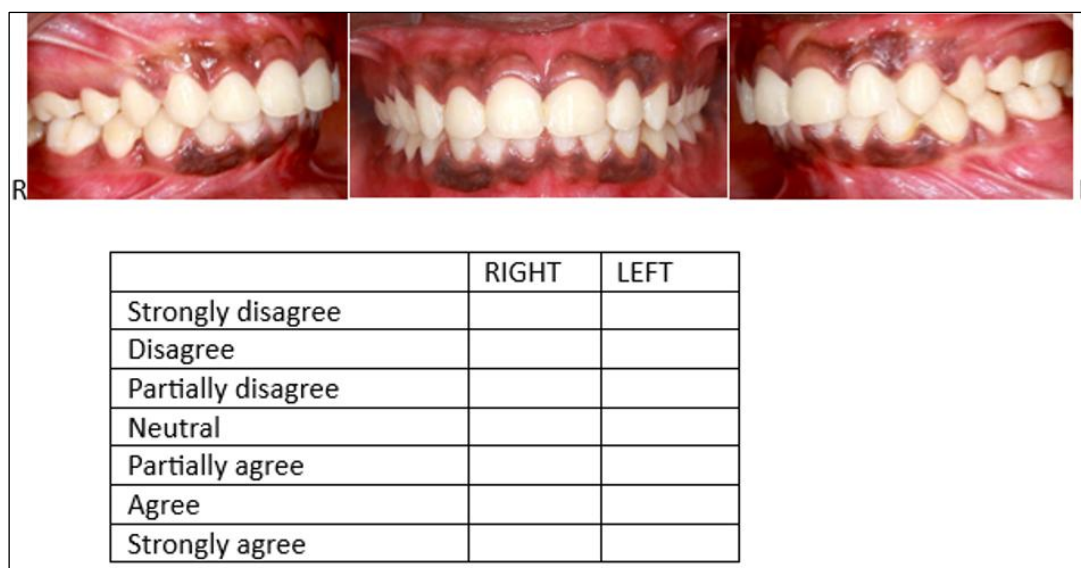 R
RIGHT LEFT
Strongly disagree
Disagree
Partially disagree
Neutral
Partially agree
Agree
Strongly agree